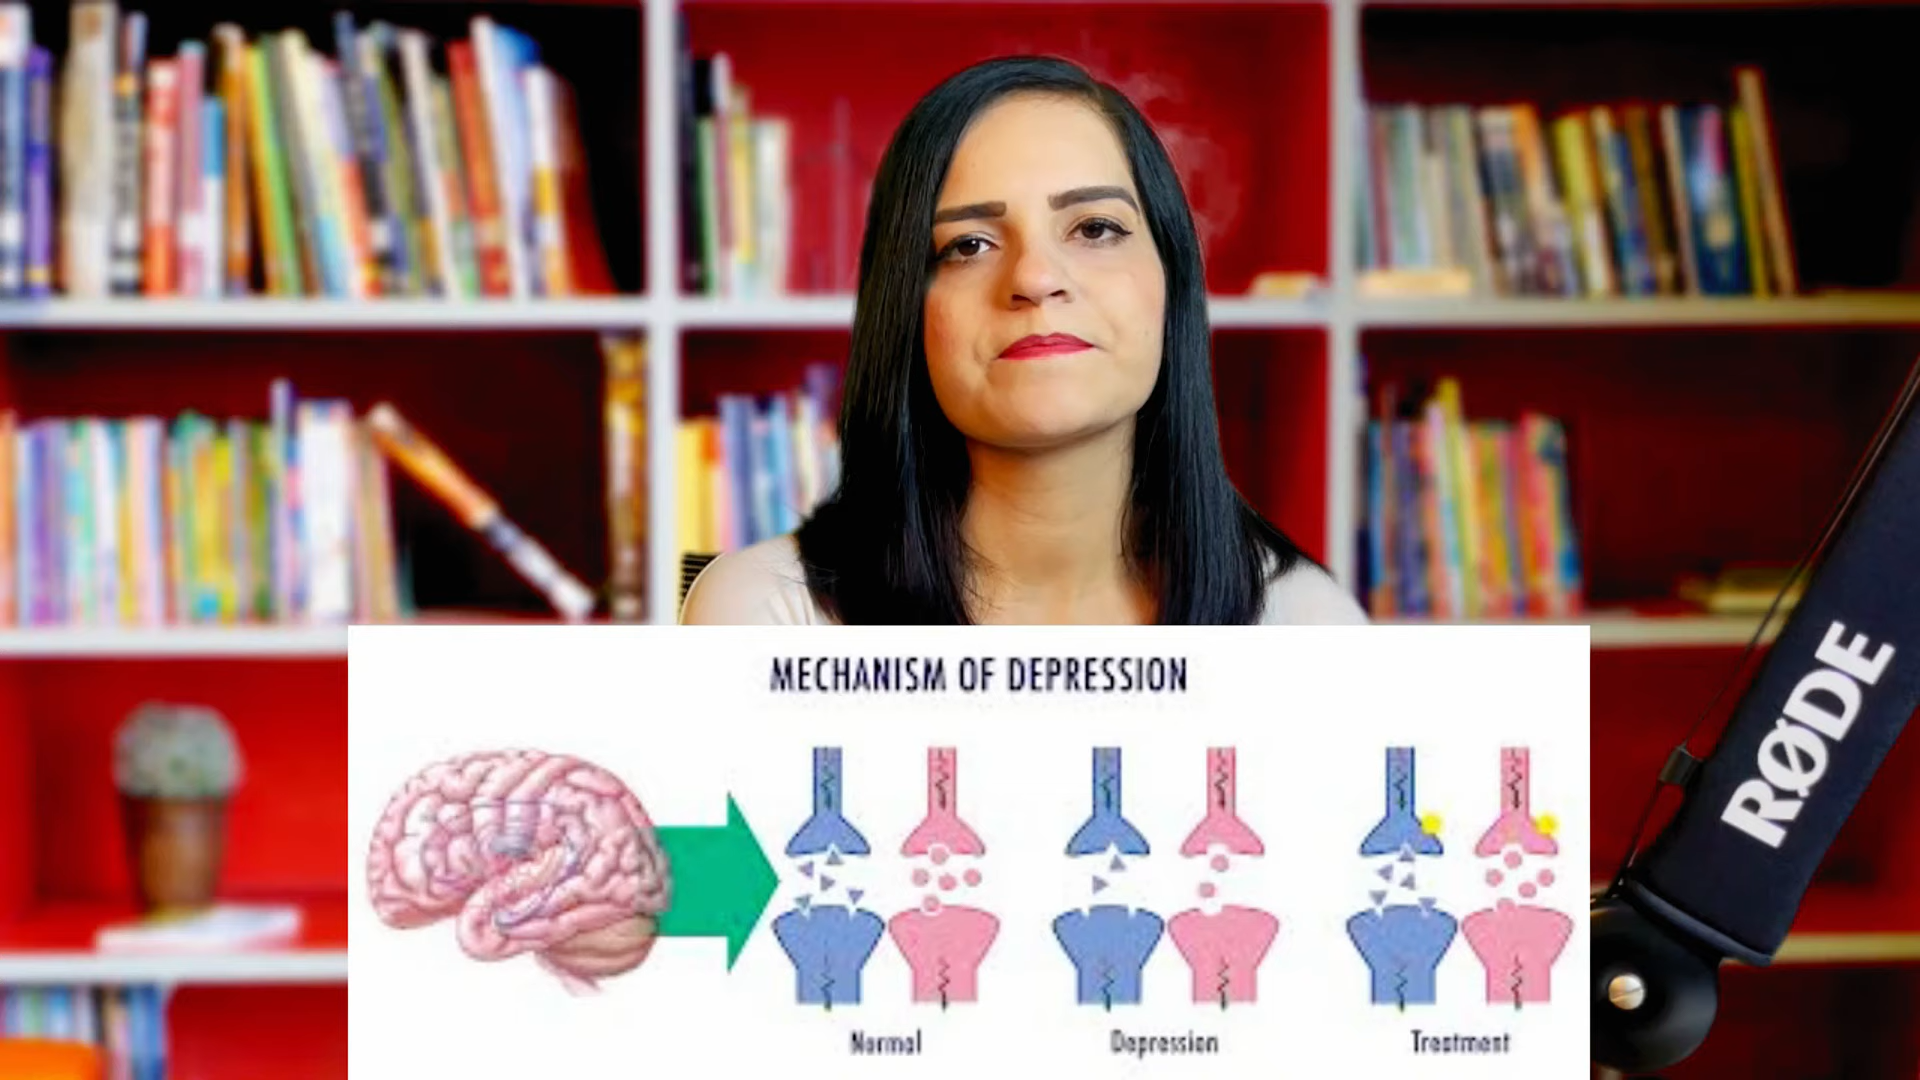 RØDE
MECHANISM OF DEPRESSION
Normal
Depression
Treatment